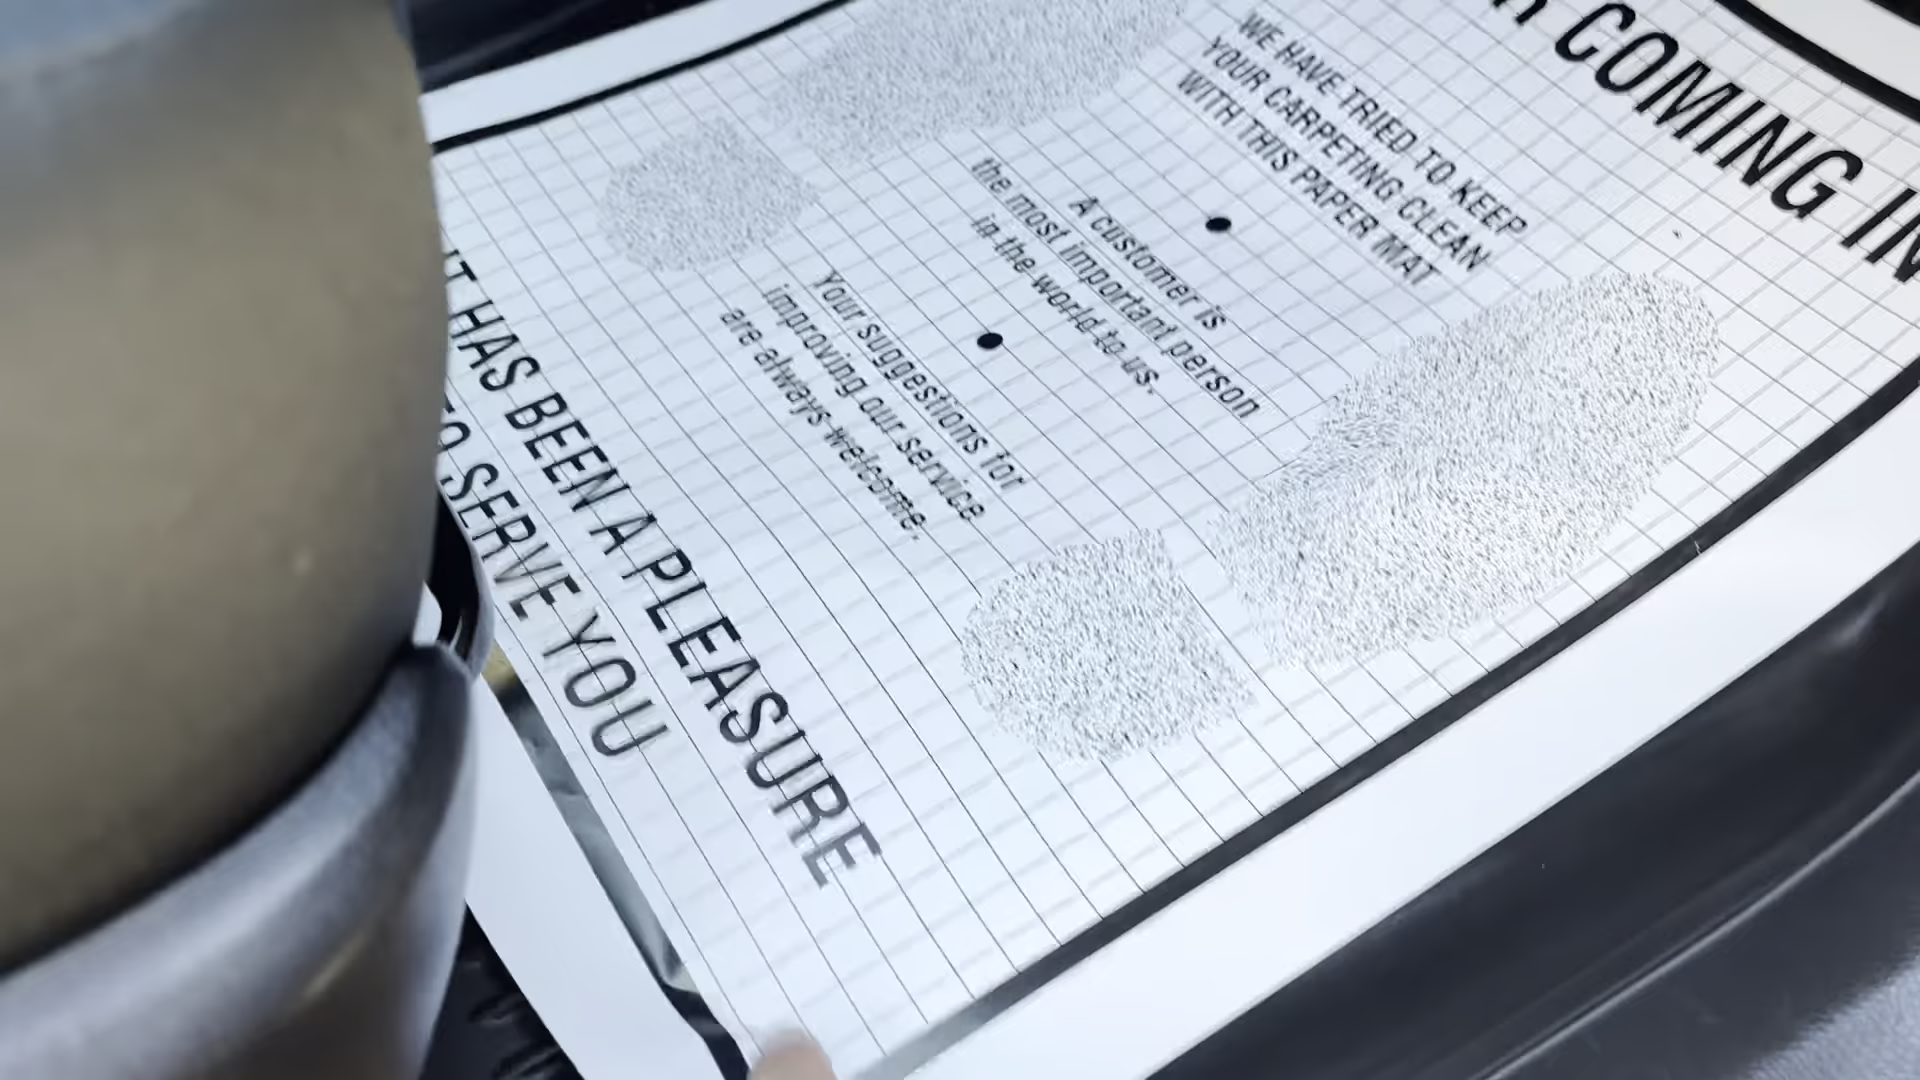 COMING IN
WE HAVE TRIED TO KEEP
YOUR CARPETING CLEAN
WITH THIS PAPER MAT
A customer is
the most important person
in the world to us.
Your suggestions for
improving our service
are always welcome.
IT HAS BEEN A PLEASURE
TO SERVE YOU